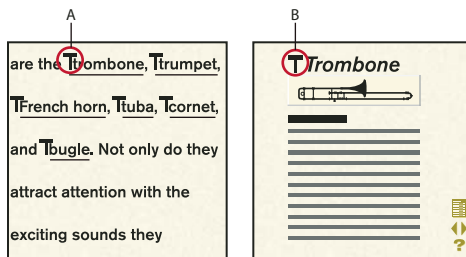 A
B
are the Ttrombone, Ttrumpet,
TFrench horn, Ttuba, Tcornet,
and Tbugle. Not only do they
attract attention with the
exciting sounds they
TTrombone
?